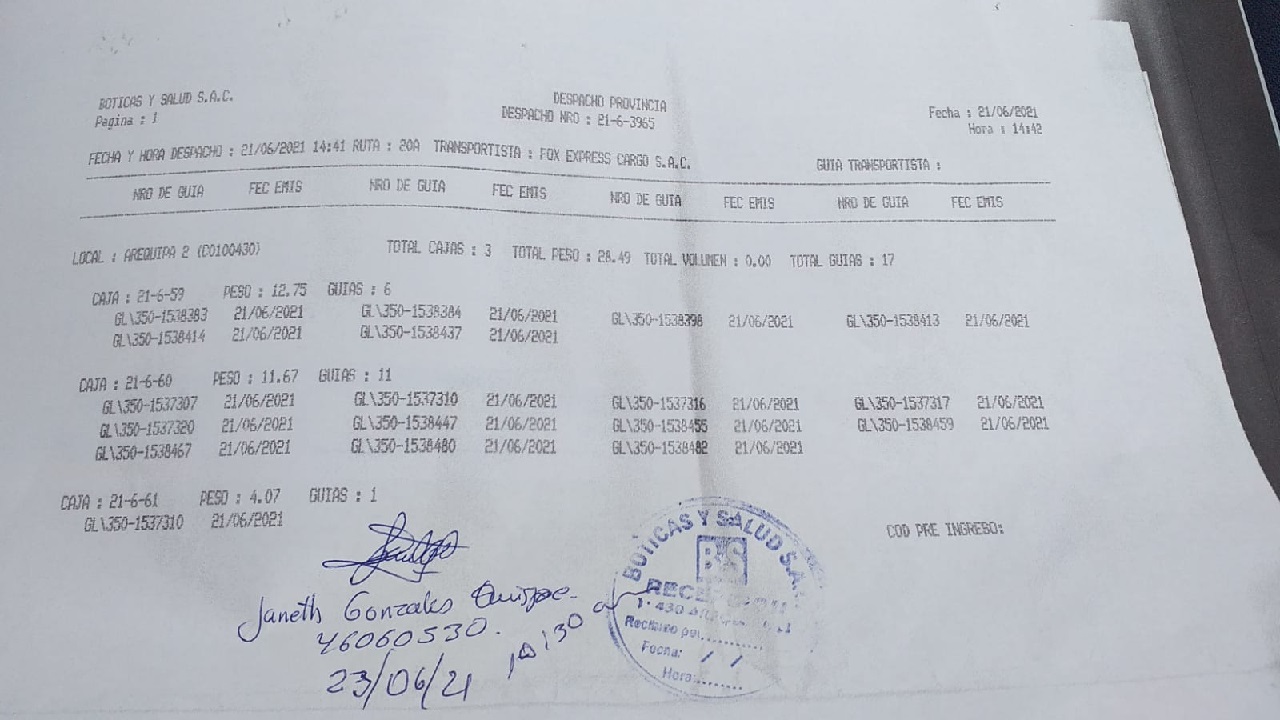 BOTICAS Y SALUD S.A.C.
Pagina : 1
DESPACHO PROVINCIA
DESPACHO NRO : 21-6-3965
Fecha : 21/06/2021
Hora : 14:42
FECHA Y HORA DESPACHO : 21/06/2021 14:41 RUTA : 20A TRANSPORTISTA : FOX EXPRESS CARGO S.A.C. GUIA TRANSPORTISTA :
NRO DE GUIA FEC EMIS NRO DE GUIA FEC EMIS NRO DE GUIA FEC EMIS NRO DE GUIA FEC EMIS
LOCAL : AREQUIPA 2 (C0100430) TOTAL CAJAS : 3 TOTAL PESO : 28.49 TOTAL VOLUMEN : 0.00 TOTAL GUIAS : 17
CAJA : 21-6-59 PESO : 12.75 GUIAS : 6
GL\350-1538383 21/06/2021 GL\350-1538384 21/06/2021 GL\350-1538398 21/06/2021 GL\350-1538413 21/06/2021
GL\350-1538414 21/06/2021 GL\350-1538437 21/06/2021
CAJA : 21-6-60 PESO : 11.67 GUIAS : 11
GL\350-1537307 21/06/2021 GL\350-1537310 21/06/2021 GL\350-1537316 21/06/2021 GL\350-1537317 21/06/2021
GL\350-1537320 21/06/2021 GL\350-1538447 21/06/2021 GL\350-1538455 21/06/2021 GL\350-1538459 21/06/2021
GL\350-1538467 21/06/2021 GL\350-1538480 21/06/2021 GL\350-1538482 21/06/2021
CAJA : 21-6-61 PESO : 4.07 GUIAS : 1
GL\350-1537310 21/06/2021
COD PRE INGRESO:
Janeth Gonzales Quispe
46060530.
23/06/21
BOTICAS Y SALUD S.A.
BS
Recibido por:
Fecha: / /
Hora: